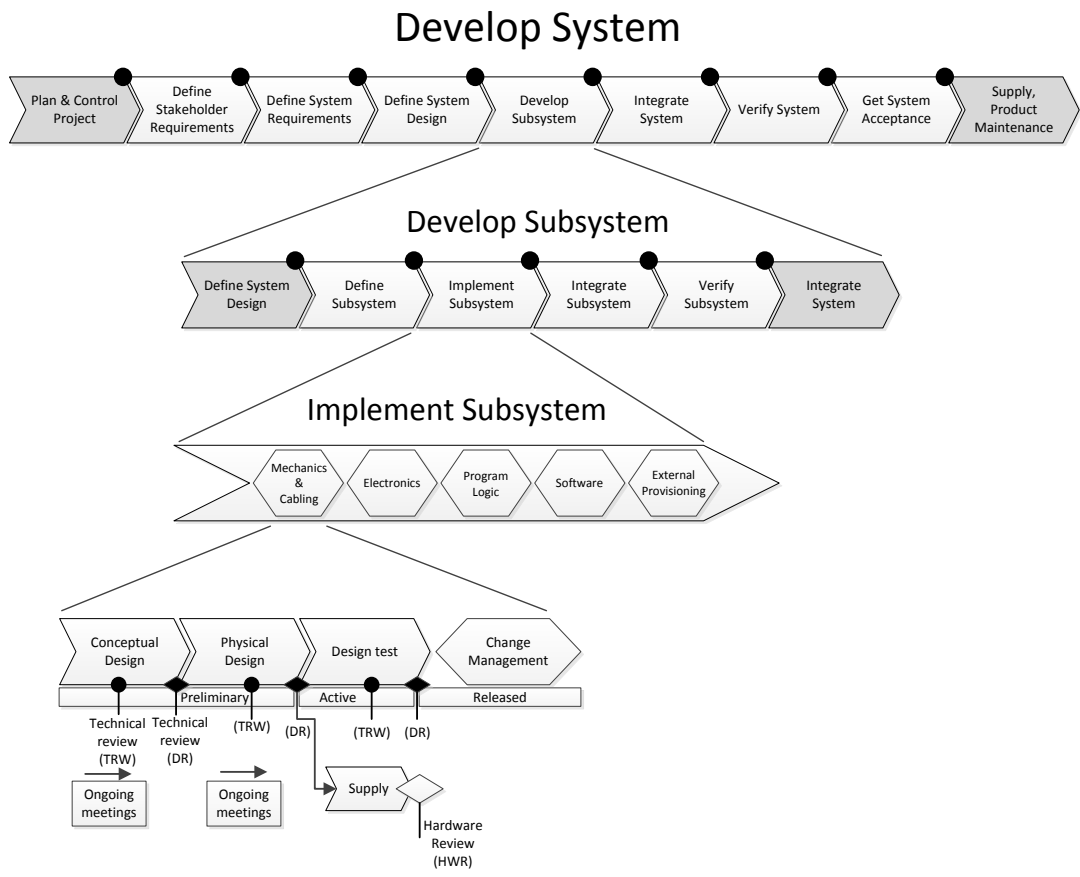 Develop System
Plan & Control
Project
Define
Stakeholder
Requirements
Define System
Requirements
Define System
Design
Develop
Subsystem
Integrate
System
Verify System
Get System
Acceptance
Supply,
Product
Maintenance
Develop Subsystem
Define System
Design
Define
Subsystem
Implement
Subsystem
Integrate
Subsystem
Verify
Subsystem
Integrate
System
Implement Subsystem
Mechanics
&
Cabling
Electronics
Program
Logic
Software
External
Provisioning
Conceptual
Design
Physical
Design
Design test
Change
Management
Preliminary
Active
Released
Technical
review
(TRW)
Technical
review
(DR)
(TRW)
(DR)
(TRW)
(DR)
Ongoing
meetings
Ongoing
meetings
Supply
Hardware
Review
(HWR)